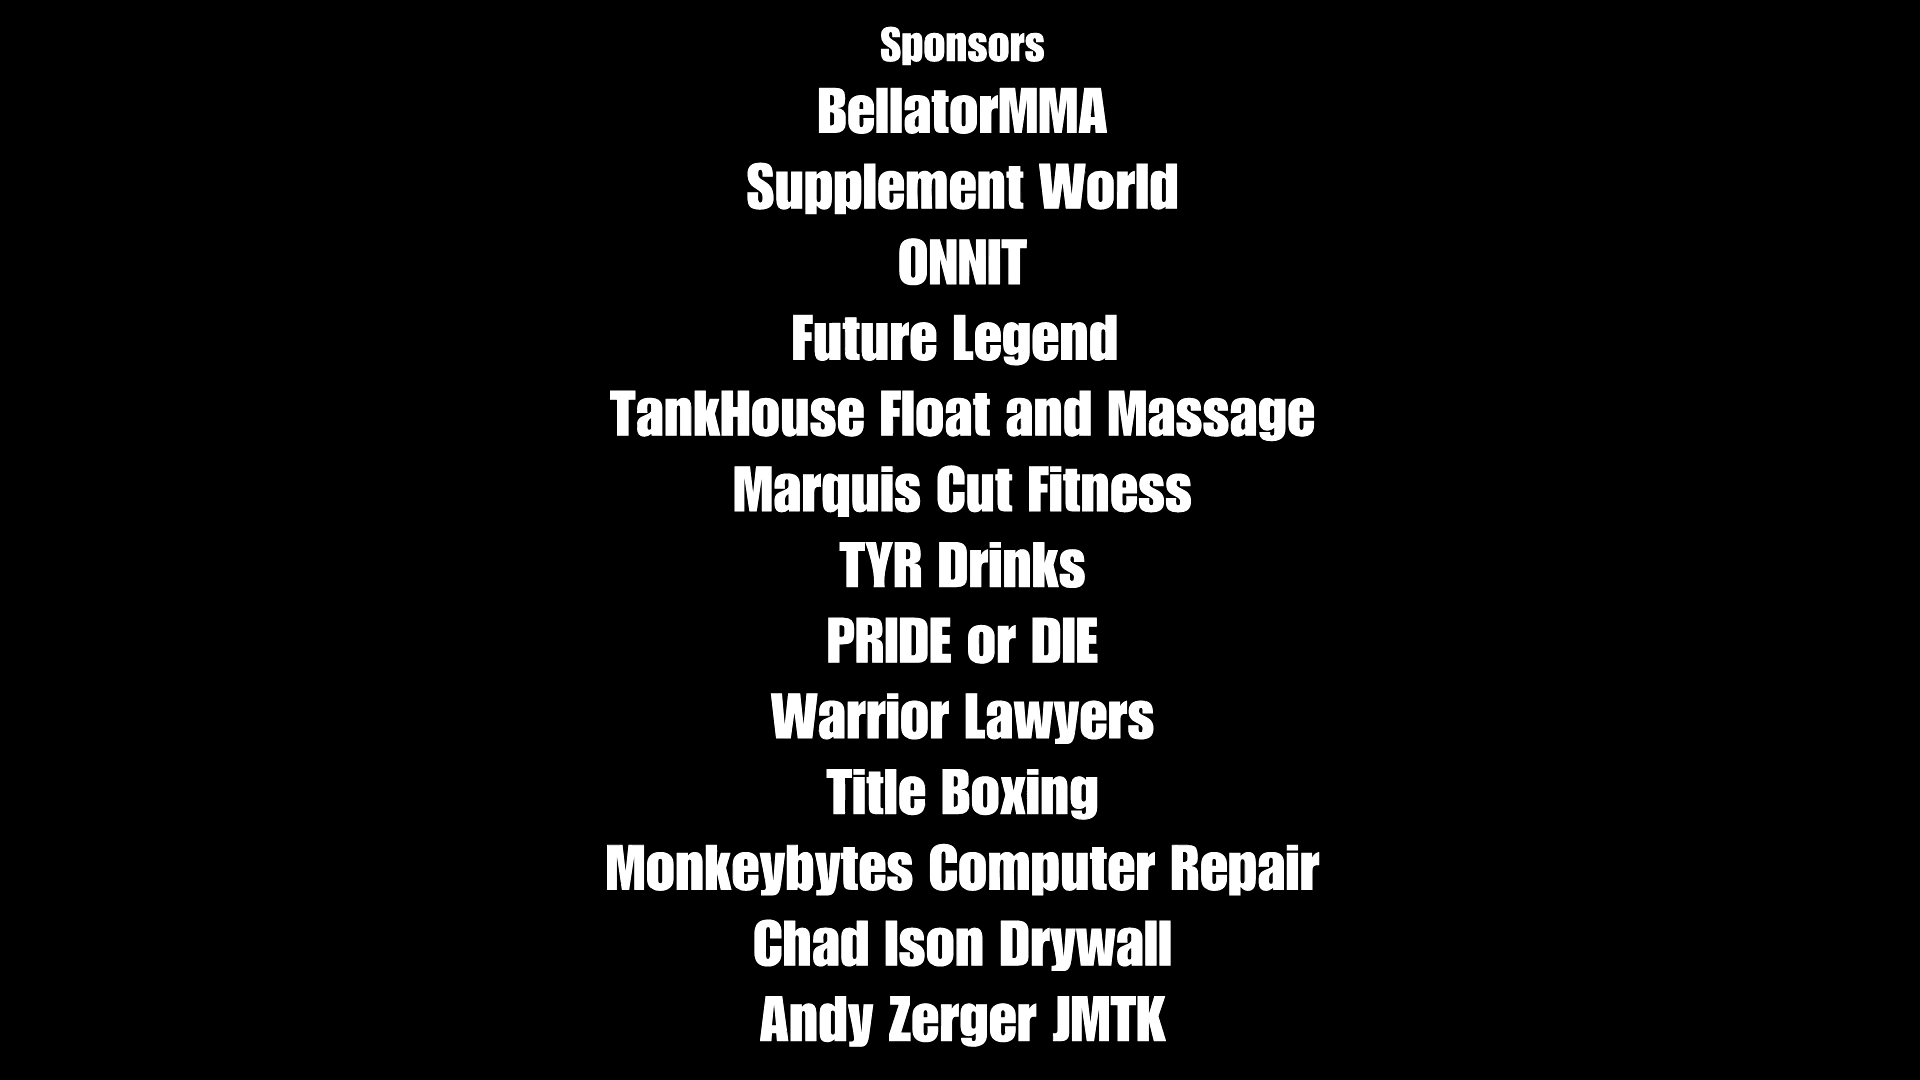 Sponsors
BellatorMMA
Supplement World
ONNIT
Future Legend
TankHouse Float and Massage
Marquis Cut Fitness
TYR Drinks
PRIDE or DIE
Warrior Lawyers
Title Boxing
Monkeybytes Computer Repair
Chad Ison Drywall
Andy Zerger JMTK